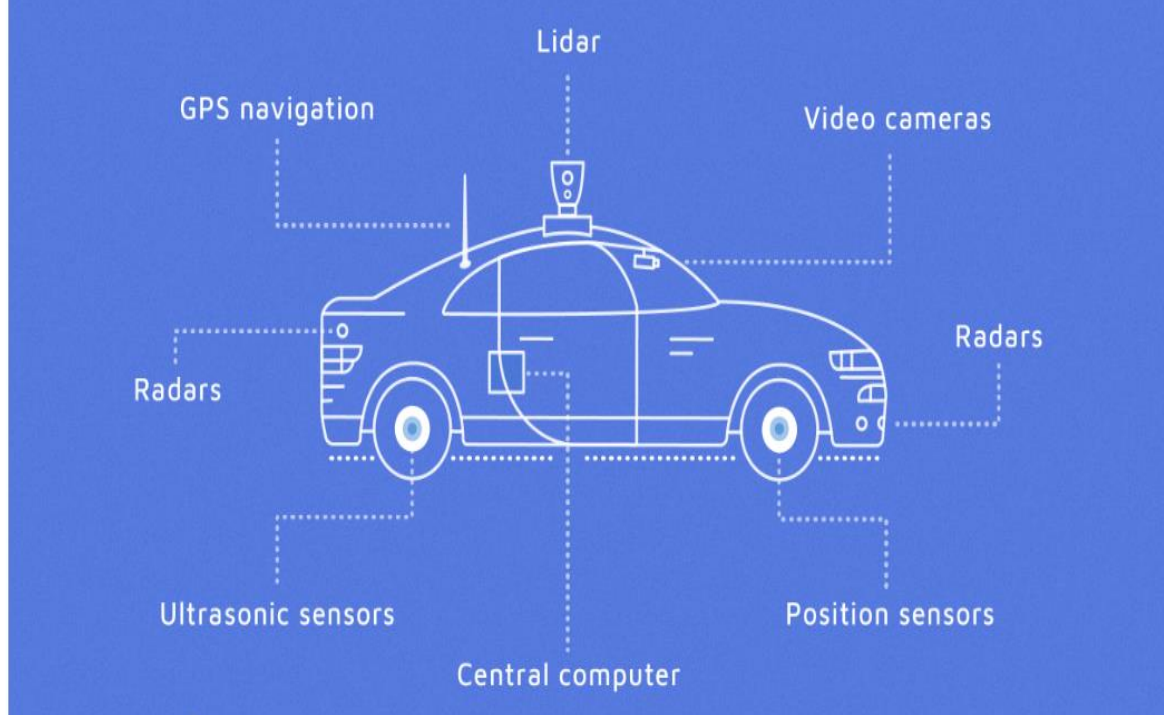 Lidar
GPS navigation
Video cameras
Radars
Radars
Ultrasonic sensors
Position sensors
Central computer